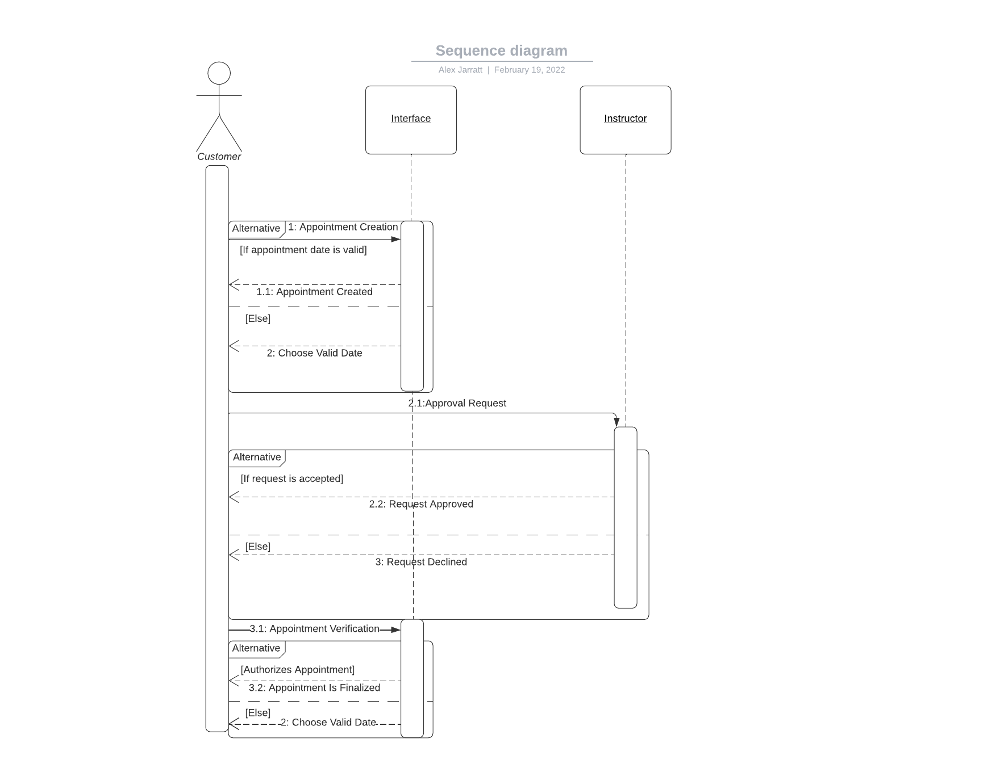 Sequence diagram
Alex Jarratt | February 19, 2022
Customer
Interface
Instructor
Alternative
1: Appointment Creation
[If appointment date is valid]
1.1: Appointment Created
[Else]
2: Choose Valid Date
2.1:Approval Request
Alternative
[If request is accepted]
2.2: Request Approved
[Else]
3: Request Declined
3.1: Appointment Verification
Alternative
[Authorizes Appointment]
3.2: Appointment Is Finalized
[Else]
2: Choose Valid Date